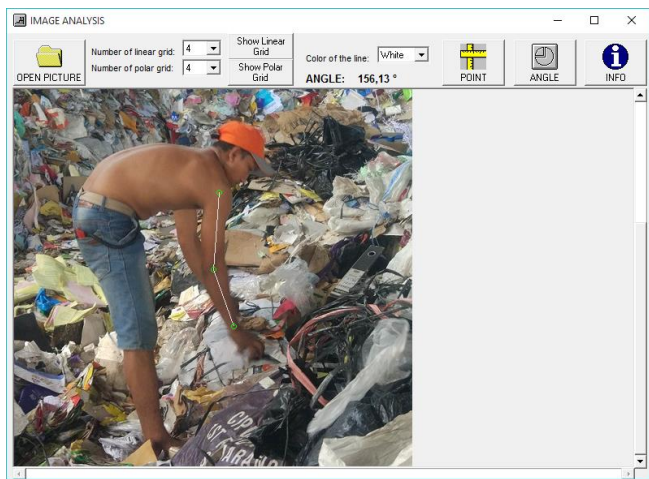 IMAGE ANALYSIS
OPEN PICTURE
Number of linear grid: 4
Number of polar grid: 4
Show Linear
Grid
Show Polar
Grid
Color of the line: White
ANGLE: 156,13 °
POINT
ANGLE
INFO